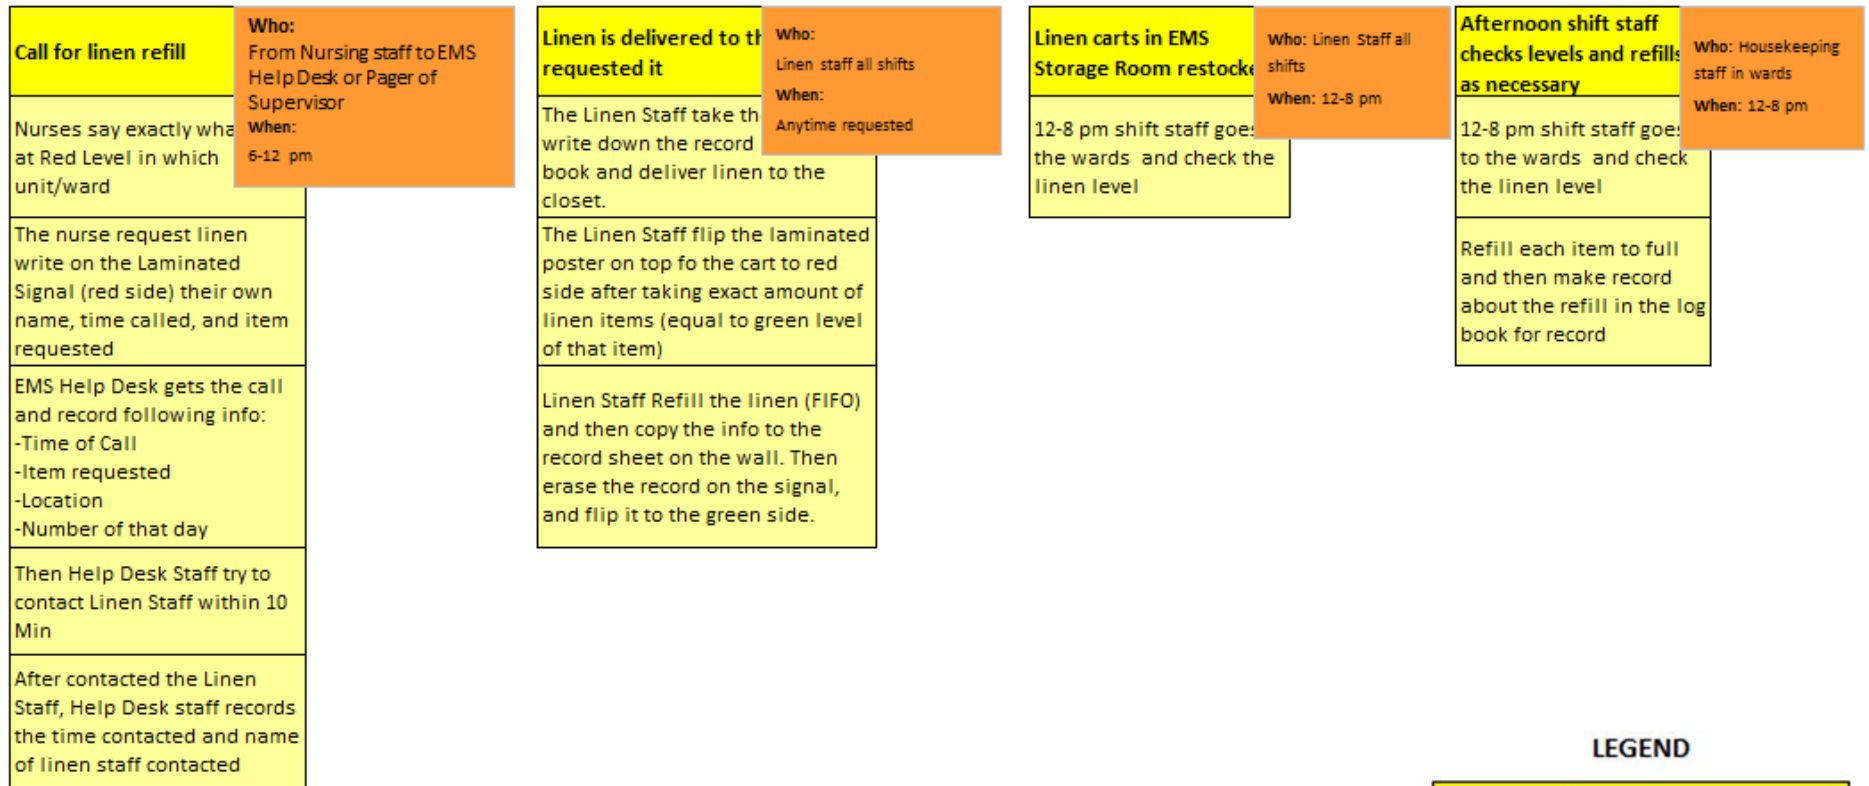 Call for linen refill
Who:
From Nursing staff to EMS
Help Desk or Pager of
Supervisor
When:
6-12 pm
Nurses say exactly
at Red Level in which
unit/ward
The nurse request linen
write on the Laminated
Signal (red side) their own
name, time called, and item
requested
EMS Help Desk gets the call
and record following info:
-Time of Call
-Item requested
-Location
-Number of that day
Then Help Desk Staff try to
contact Linen Staff within 10
Min
After contacted the Linen
Staff, Help Desk staff records
the time contacted and name
of linen staff contacted
Linen is delivered to
requested it
Who:
Linen staff all shifts
When:
Anytime requested
The Linen Staff take
write down the record
book and deliver linen to the
closet.
The Linen Staff flip the laminated
poster on top fo the cart to red
side after taking exact amount of
linen items (equal to green level
of that item)
Linen Staff Refill the linen (FIFO)
and then copy the info to the
record sheet on the wall. Then
erase the record on the signal,
and flip it to the green side.
Linen carts in EMS
Storage Room
Who: Linen Staff all
shifts
When: 12-8 pm
12-8 pm shift staff goes
the wards and check the
linen level
Afternoon shift staff
checks levels and refills
as necessary
Who: Housekeeping
staff in wards
When: 12-8 pm
12-8 pm shift staff goes
to the wards and check
the linen level
Refill each item to full
and then make record
about the refill in the log
book for record
LEGEND